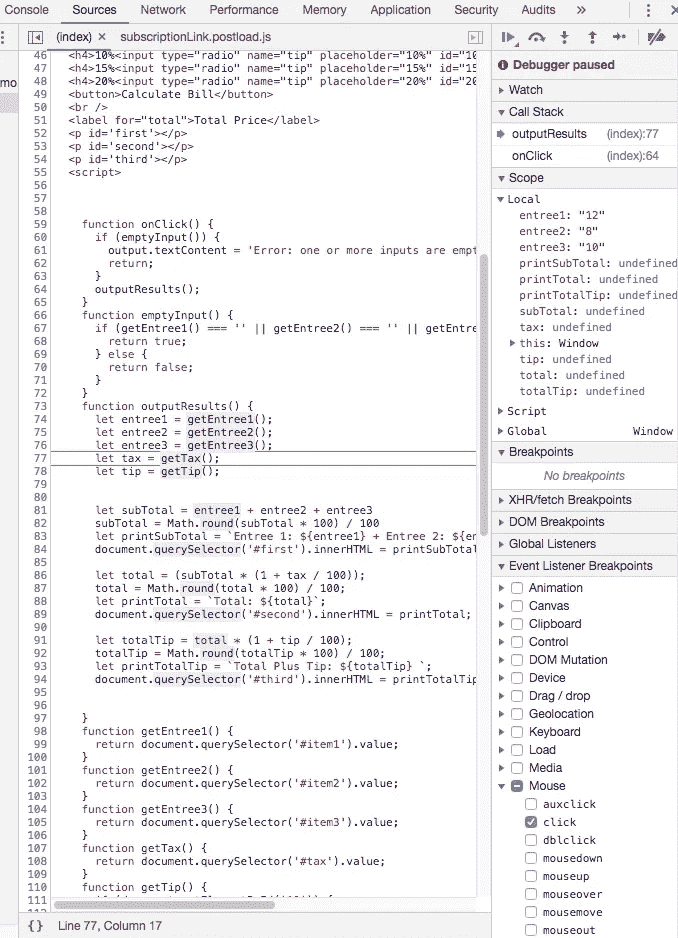 Console Sources Network Performance Memory Application Security Audits »
(index) × subscriptionLink.postload.js
mo
46 <h4>10%<input type="radio" name="tip" placeholder="10%" id="10
47 <h4>15%<input type="radio" name="tip" placeholder="15%" id="15
48 <h4>20%<input type="radio" name="tip" placeholder="20%" id="20
49 <button>Calculate Bill</button>
50 <br />
51 <label for="total">Total Price</label>
52 <p id='first'></p>
53 <p id='second'></p>
54 <p id='third'></p>
55 <script>
56
57
58
59 function onClick() {
60 if (emptyInput()) {
61 output.textContent = 'Error: one or more inputs are empt
62 return;
63 }
64 outputResults();
65 }
66 function emptyInput() {
67 if (getEntree1() === '' || getEntree2() === '' || getEntre
68 return true;
69 } else {
70 return false;
71 }
72 }
73 function outputResults() {
74 let entree1 = getEntree1();
75 let entree2 = getEntree2();
76 let entree3 = getEntree3();
77 let tax = getTax();
78 let tip = getTip();
79
80
81 let subTotal = entree1 + entree2 + entree3
82 subTotal = Math.round(subTotal * 100) / 100
83 let printSubTotal = `Entree 1: ${entree1} + Entree 2: ${en
84 document.querySelector('#first').innerHTML = printSubTotal
85
86 let total = (subTotal * (1 + tax / 100));
87 total = Math.round(total * 100) / 100;
88 let printTotal = `Total: ${total}`;
89 document.querySelector('#second').innerHTML = printTotal;
90
91 let totalTip = total * (1 + tip / 100);
92 totalTip = Math.round(totalTip * 100) / 100;
93 let printTotalTip = `Total Plus Tip: ${totalTip} `;
94 document.querySelector('#third').innerHTML = printTotalTip
95
96
97 }
98 function getEntree1() {
99 return document.querySelector('#item1').value;
100 }
101 function getEntree2() {
102 return document.querySelector('#item2').value;
103 }
104 function getEntree3() {
105 return document.querySelector('#item3').value;
106 }
107 function getTax() {
108 return document.querySelector('#tax').value;
109 }
110 function getTip() {
111
{} Line 77, Column 17
Debugger paused
Watch
Call Stack
outputResults (index):77
onClick (index):64
Scope
Local
entree1: "12"
entree2: "8"
entree3: "10"
printSubTotal: undefined
printTotal: undefined
printTotalTip: undefined
subTotal: undefined
tax: undefined
this: Window
tip: undefined
total: undefined
totalTip: undefined
Script
Global Window
Breakpoints
No breakpoints
XHR/fetch Breakpoints
DOM Breakpoints
Global Listeners
Event Listener Breakpoints
Animation
Canvas
Clipboard
Control
DOM Mutation
Device
Drag / drop
Geolocation
Keyboard
Load
Media
Mouse
auxclick
click
dblclick
mousedown
mouseup
mouseover
mousemove
mouseout